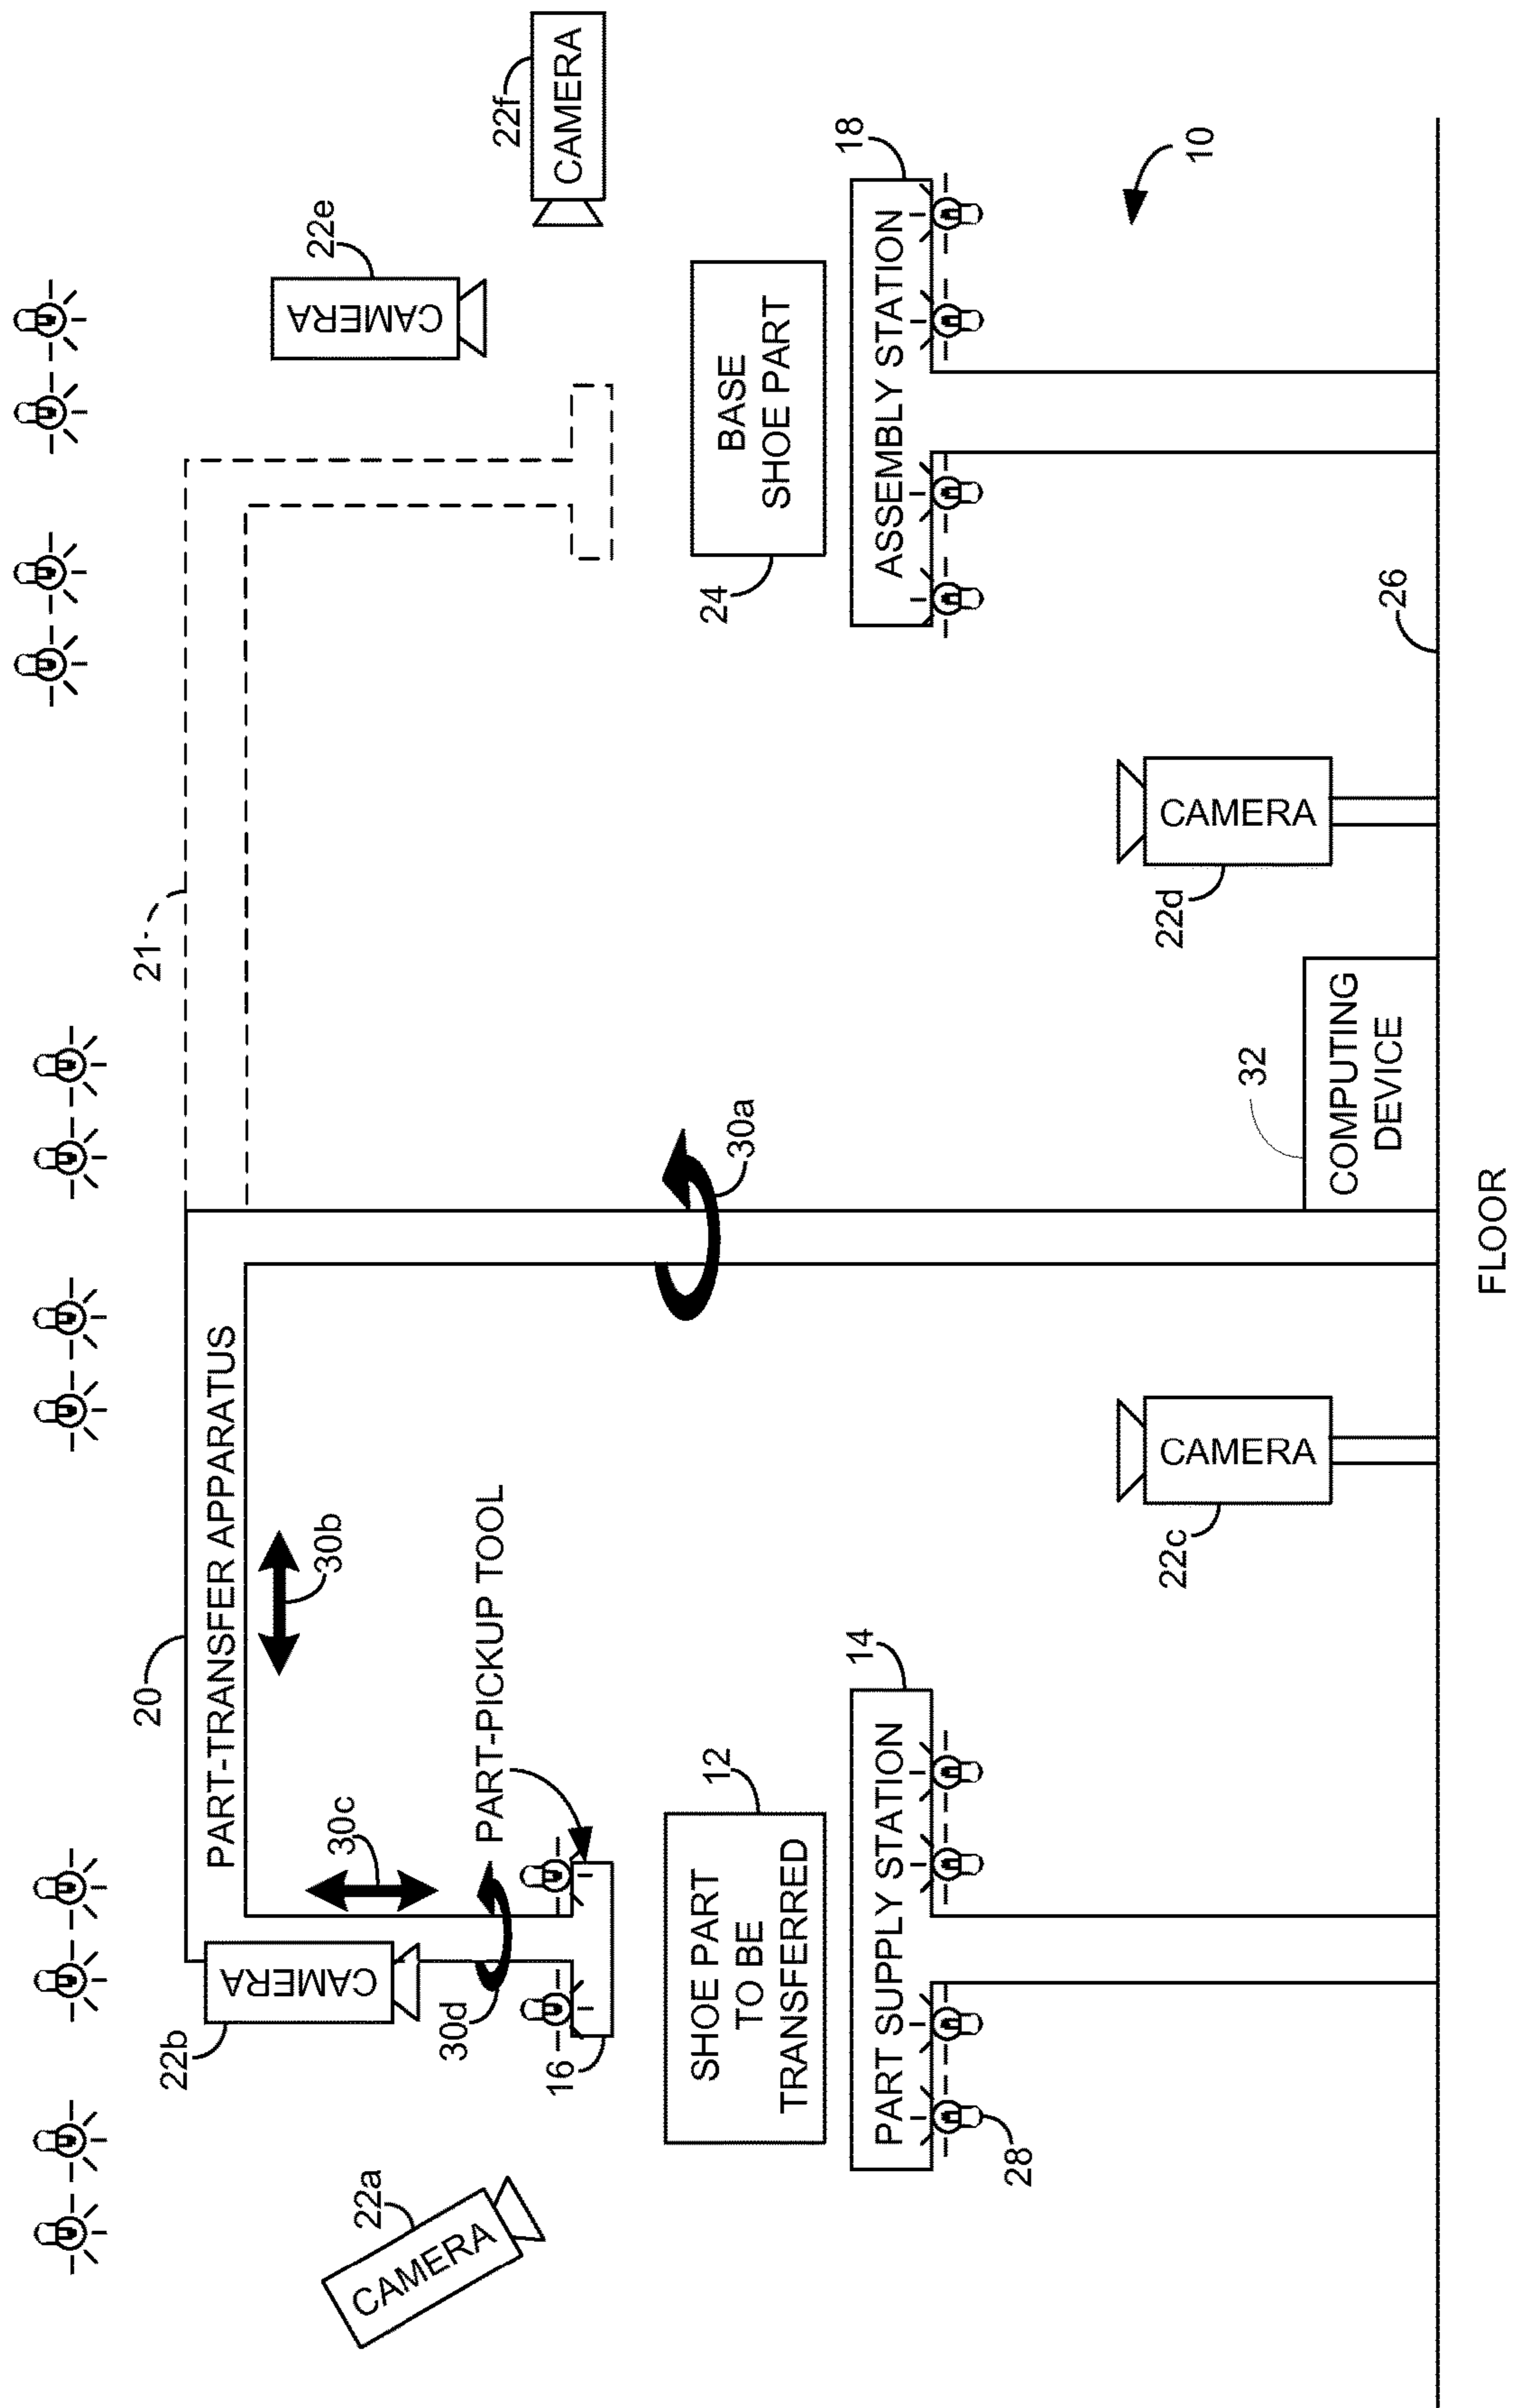 20
PART-TRANSFER APPARATUS
21
22a
CAMERA
22b
CAMERA
30c
30b
30d
PART-PICKUP TOOL
16
22e
CAMERA
22f
CAMERA
30a
12
SHOE PART
TO BE
TRANSFERRED
24
BASE
SHOE PART
14
PART SUPPLY STATION
28
18
ASSEMBLY STATION
10
22c
CAMERA
22d
CAMERA
32
COMPUTING
DEVICE
26
FLOOR